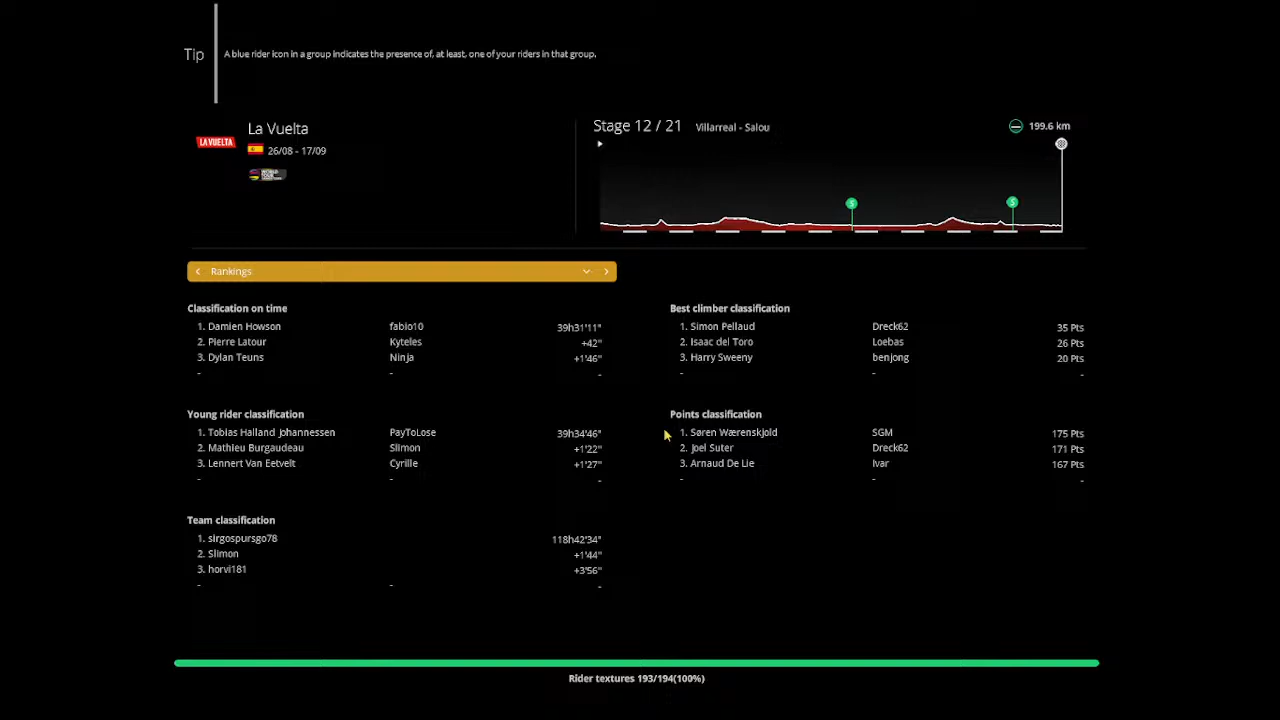 Tip
A blue rider icon in a group indicates the presence of, at least, one of your riders in that group.
LA VUELTA
La Vuelta
26/08 - 17/09
Stage 12 / 21 Villarreal - Salou
199.6 km
S S
Rankings
Classification on time
1. Damien Howson fabio10 39h31'11"
2. Pierre Latour Kyteles +42"
3. Dylan Teuns Ninja +1'46"
- - -
Best climber classification
1. Simon Pellaud Dreck62 35 Pts
2. Isaac del Toro Loebas 26 Pts
3. Harry Sweeny benjong 20 Pts
- - -
Young rider classification
1. Tobias Halland Johannessen PayToLose 39h34'46"
2. Mathieu Burgaudeau Slimon +1'22"
3. Lennert Van Eetvelt Cyrille +1'27"
- - -
Points classification
1. Søren Wærenskjold SGM 175 Pts
2. Joel Suter Dreck62 171 Pts
3. Arnaud De Lie Ivar 167 Pts
- - -
Team classification
1. sirgospursgo78 118h42'34"
2. Slimon +1'44"
3. horvi181 +3'56"
- - -
Rider textures 193/194(100%)